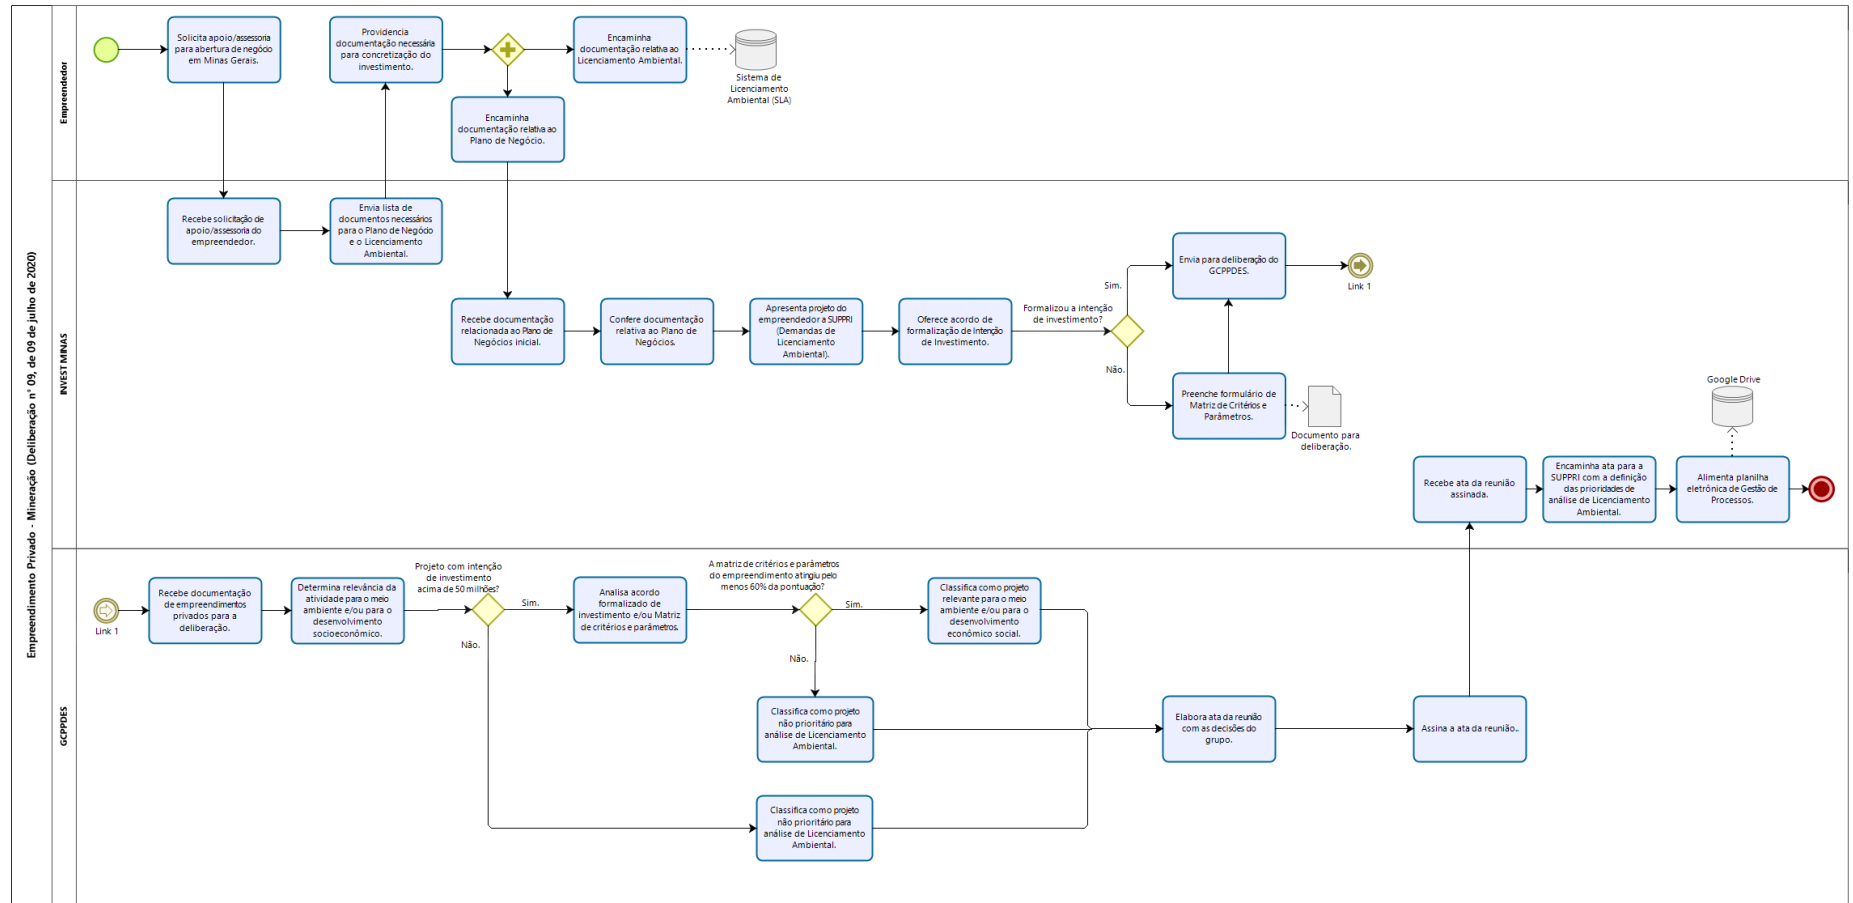 Empreendimento Privado - Mineração (Deliberação n° 09, de 09 de julho de 2020)
Empreendedor
Solicita apoio/assessoria
para abertura de negócio
em Minas Gerais.
Providencia
documentação necessária
para concretização do
investimento.
Encaminha
documentação relativa ao
Licenciamento Ambiental.
Sistema de
Licenciamento
Ambiental (SLA)
Encaminha
documentação relativa ao
Plano de Negócio.
INVEST MINAS
Recebe solicitação de
apoio/assessoria do
empreendedor.
Envia lista de
documentos necessários
para o Plano de Negócio
e o Licenciamento
Ambiental.
Recebe documentação
relacionada ao Plano de
Negócios inicial.
Confere documentação
relativa ao Plano de
Negócios.
Apresenta projeto do
empreendedor a SUPPRI
(Demandas de
Licenciamento
Ambiental).
Oferece acordo de
formalização de Intenção
de Investimento.
Formalizou a intenção
de investimento?
Sim.
Não.
Envia para deliberação do
GCPPDES.
Link 1
Preenche formulário de
Matriz de Critérios e
Parâmetros.
Documento para
deliberação.
Recebe ata da reunião
assinada.
Encaminha ata para a
SUPPRI com a definição
das prioridades de
análise de Licenciamento
Ambiental.
Google Drive
Alimenta planilha
eletrônica de Gestão de
Processos.
GCPPDES
Link 1
Recebe documentação
de empreendimentos
privados para a
deliberação.
Determina relevância da
atividade para o meio
ambiente e/ou para o
desenvolvimento
socioeconômico.
Projeto com intenção
de investimento
acima de 50 milhões?
Sim.
Não.
Analisa acordo
formalizado de
investimento e/ou Matriz
de critérios e parâmetros.
A matriz de critérios e parâmetros
do empreendimento atingiu pelo
menos 60% da pontuação?
Sim.
Não.
Classifica como projeto
relevante para o meio
ambiente e/ou para o
desenvolvimento
econômico social.
Classifica como projeto
não prioritário para
análise de Licenciamento
Ambiental.
Classifica como projeto
não prioritário para
análise de Licenciamento
Ambiental.
Elabora ata da reunião
com as decisões do
grupo.
Assina a ata da reunião..